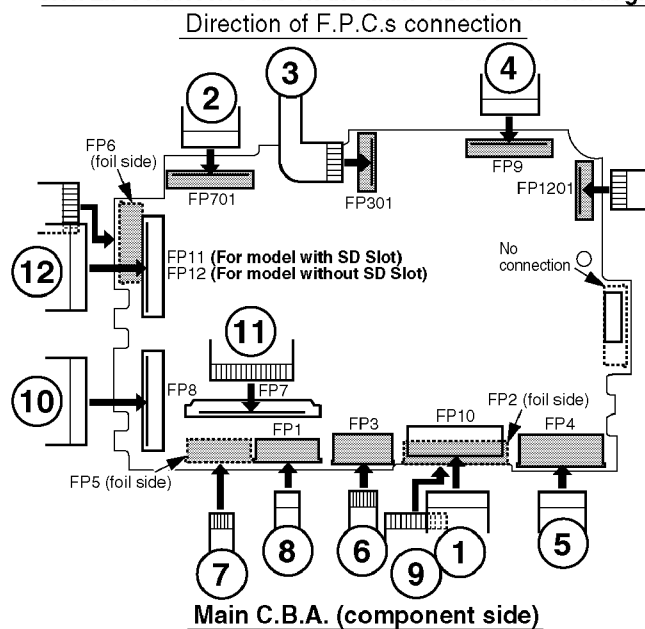 Direction of F.P.C.s connection
3
4
2
FP6
(foil side)
FP9
FP701
FP301
FP1201
FP11 (For model with SD Slot)
FP12 (For model without SD Slot)
No
connection
12
11
10
FP8
FP7
FP2 (foil side)
FP1
FP3
FP10
FP4
FP5 (foil side)
7
8
6
9
1
5
Main C.B.A. (component side)